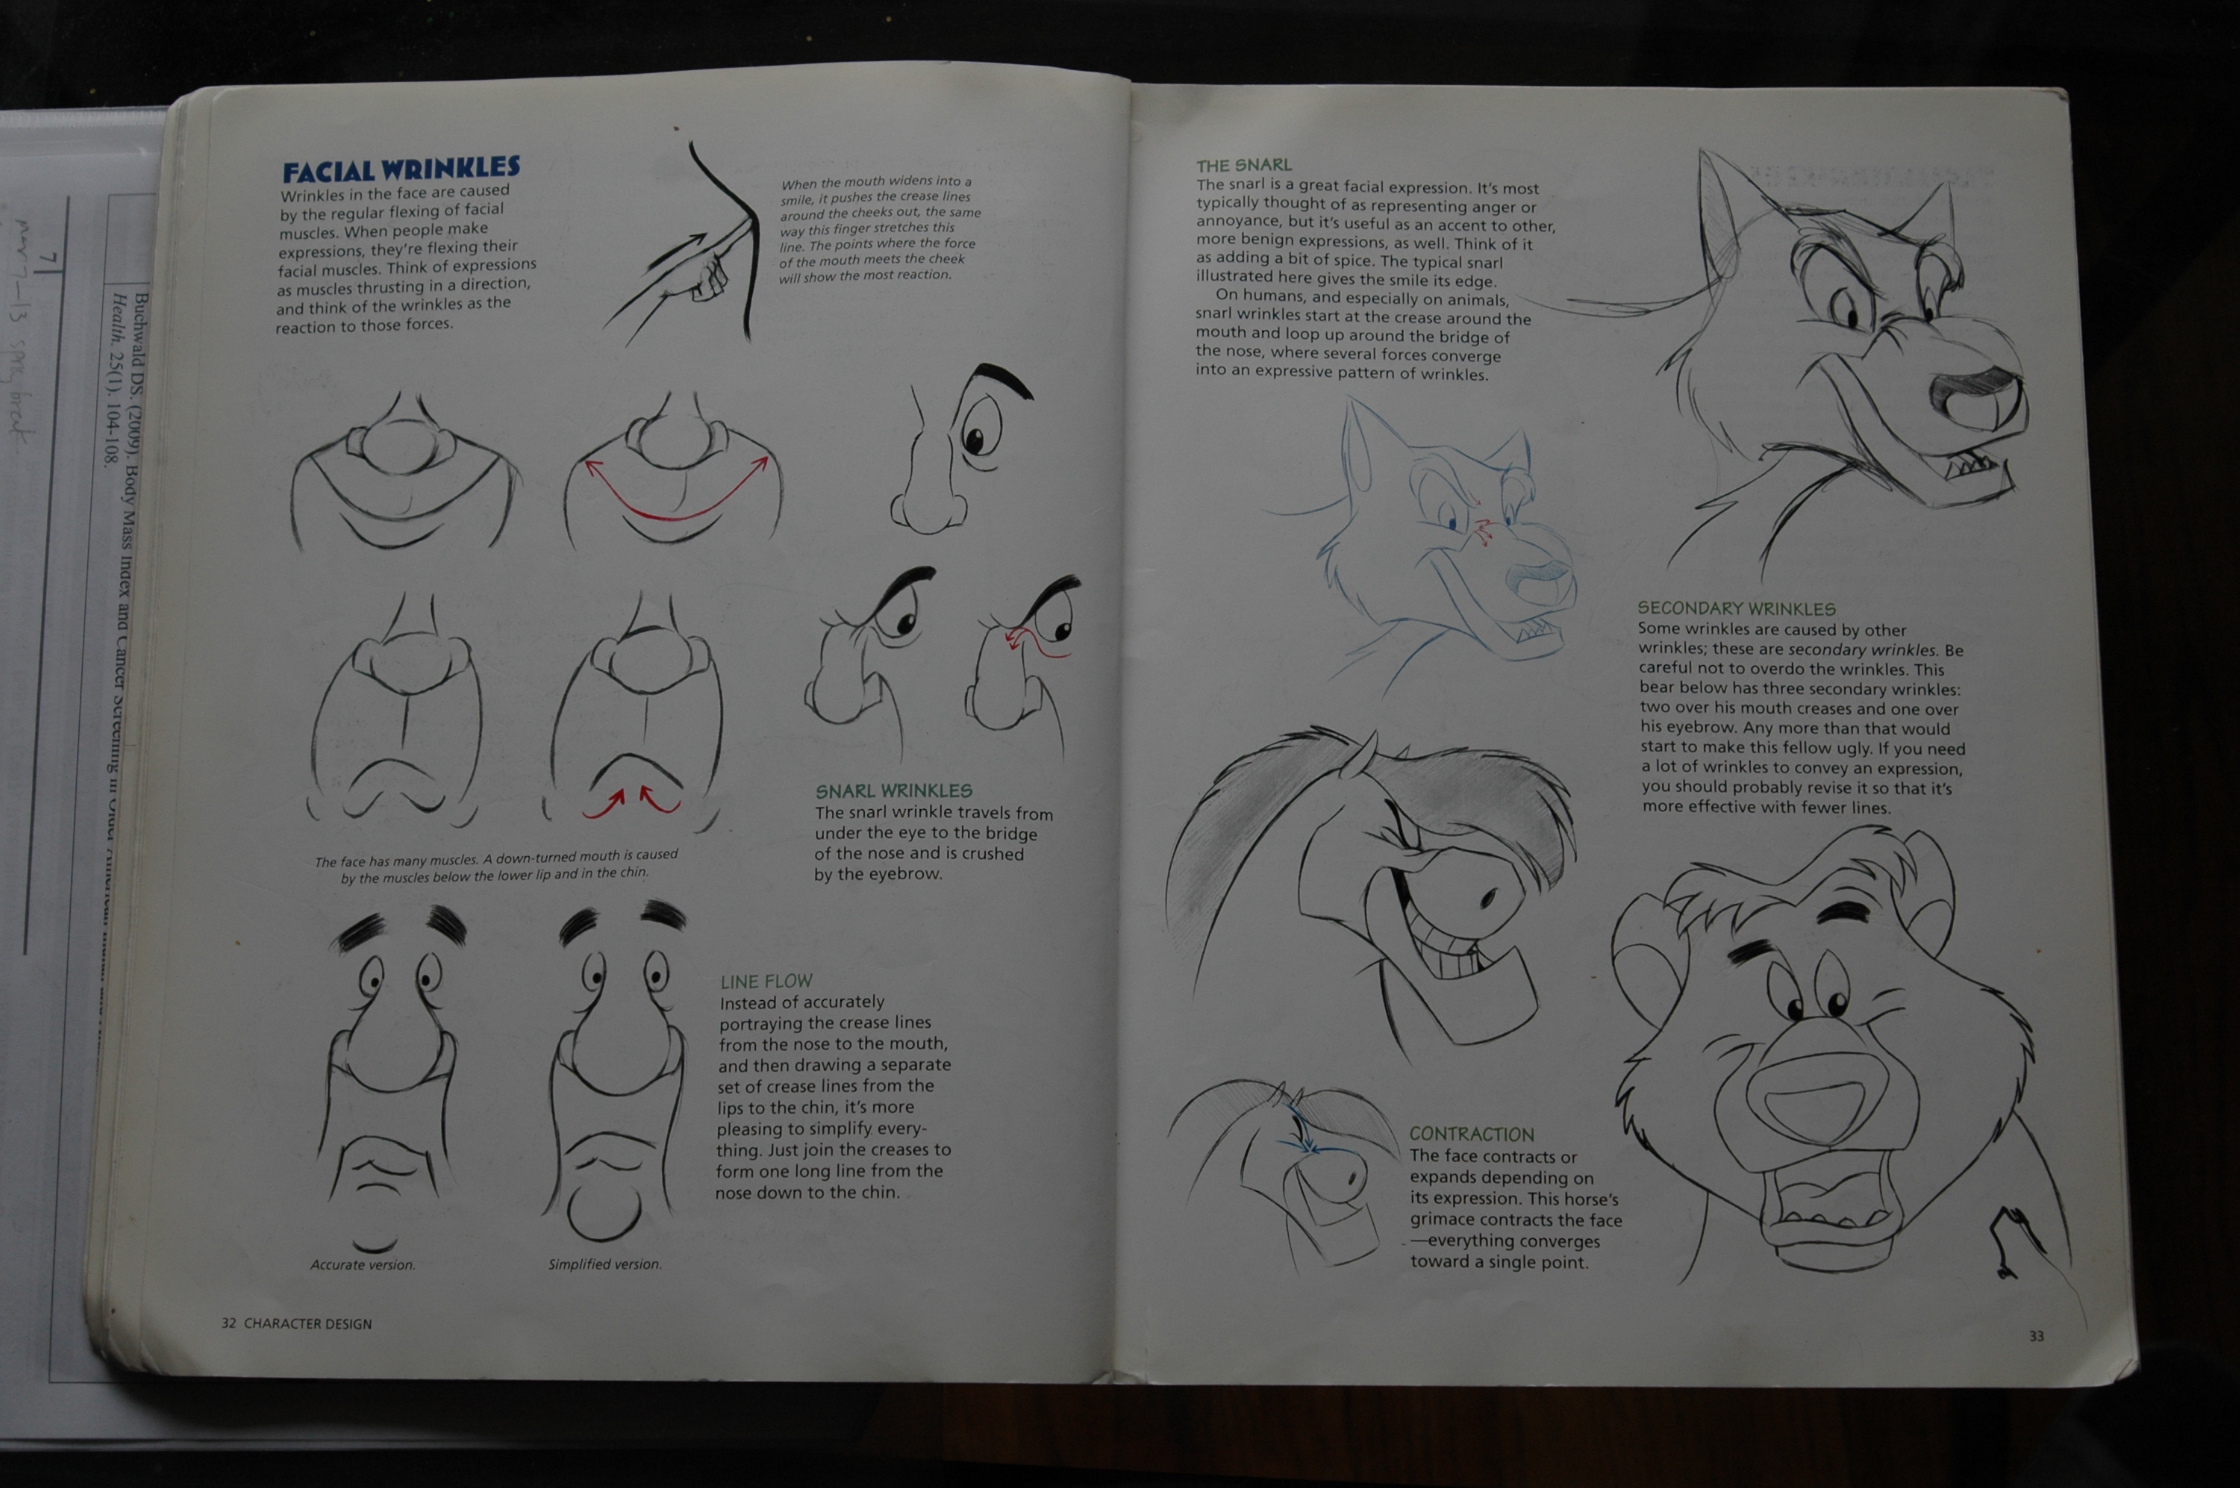 FACIAL WRINKLES
Wrinkles in the face are caused
by the regular flexing of facial
muscles. When people make
expressions, they're flexing their
facial muscles. Think of expressions
as muscles thrusting in a direction,
and think of the wrinkles as the
reaction to those forces.
When the mouth widens into a
smile, it pushes the crease lines
around the cheeks out, the same
way this finger stretches this
line. The points where the force
of the mouth meets the cheek
will show the most reaction.
The face has many muscles. A down-turned mouth is caused
by the muscles below the lower lip and in the chin.
SNARL WRINKLES
The snarl wrinkle travels from
under the eye to the bridge
of the nose and is crushed
by the eyebrow.
LINE FLOW
Instead of accurately
portraying the crease lines
from the nose to the mouth,
and then drawing a separate
set of crease lines from the
lips to the chin, it's more
pleasing to simplify every-
thing. Just join the creases to
form one long line from the
nose down to the chin.
Accurate version.
Simplified version.
32 CHARACTER DESIGN
THE SNARL
The snarl is a great facial expression. It's most
typically thought of as representing anger or
annoyance, but it's useful as an accent to other,
more benign expressions, as well. Think of it
as adding a bit of spice. The typical snarl
illustrated here gives the smile its edge.
On humans, and especially on animals,
snarl wrinkles start at the crease around the
mouth and loop up around the bridge of
the nose, where several forces converge
into an expressive pattern of wrinkles.
SECONDARY WRINKLES
Some wrinkles are caused by other
wrinkles; these are secondary wrinkles. Be
careful not to overdo the wrinkles. This
bear below has three secondary wrinkles:
two over his mouth creases and one over
his eyebrow. Any more than that would
start to make this fellow ugly. If you need
a lot of wrinkles to convey an expression,
you should probably revise it so that it's
more effective with fewer lines.
CONTRACTION
The face contracts or
expands depending on
its expression. This horse's
grimace contracts the face
—everything converges
toward a single point.
33
Buchwald DS. (2009). Body Mass Index and Cancer Screening in Older American
Health. 25(1). 104-108.
7
mar 7-13 spring break